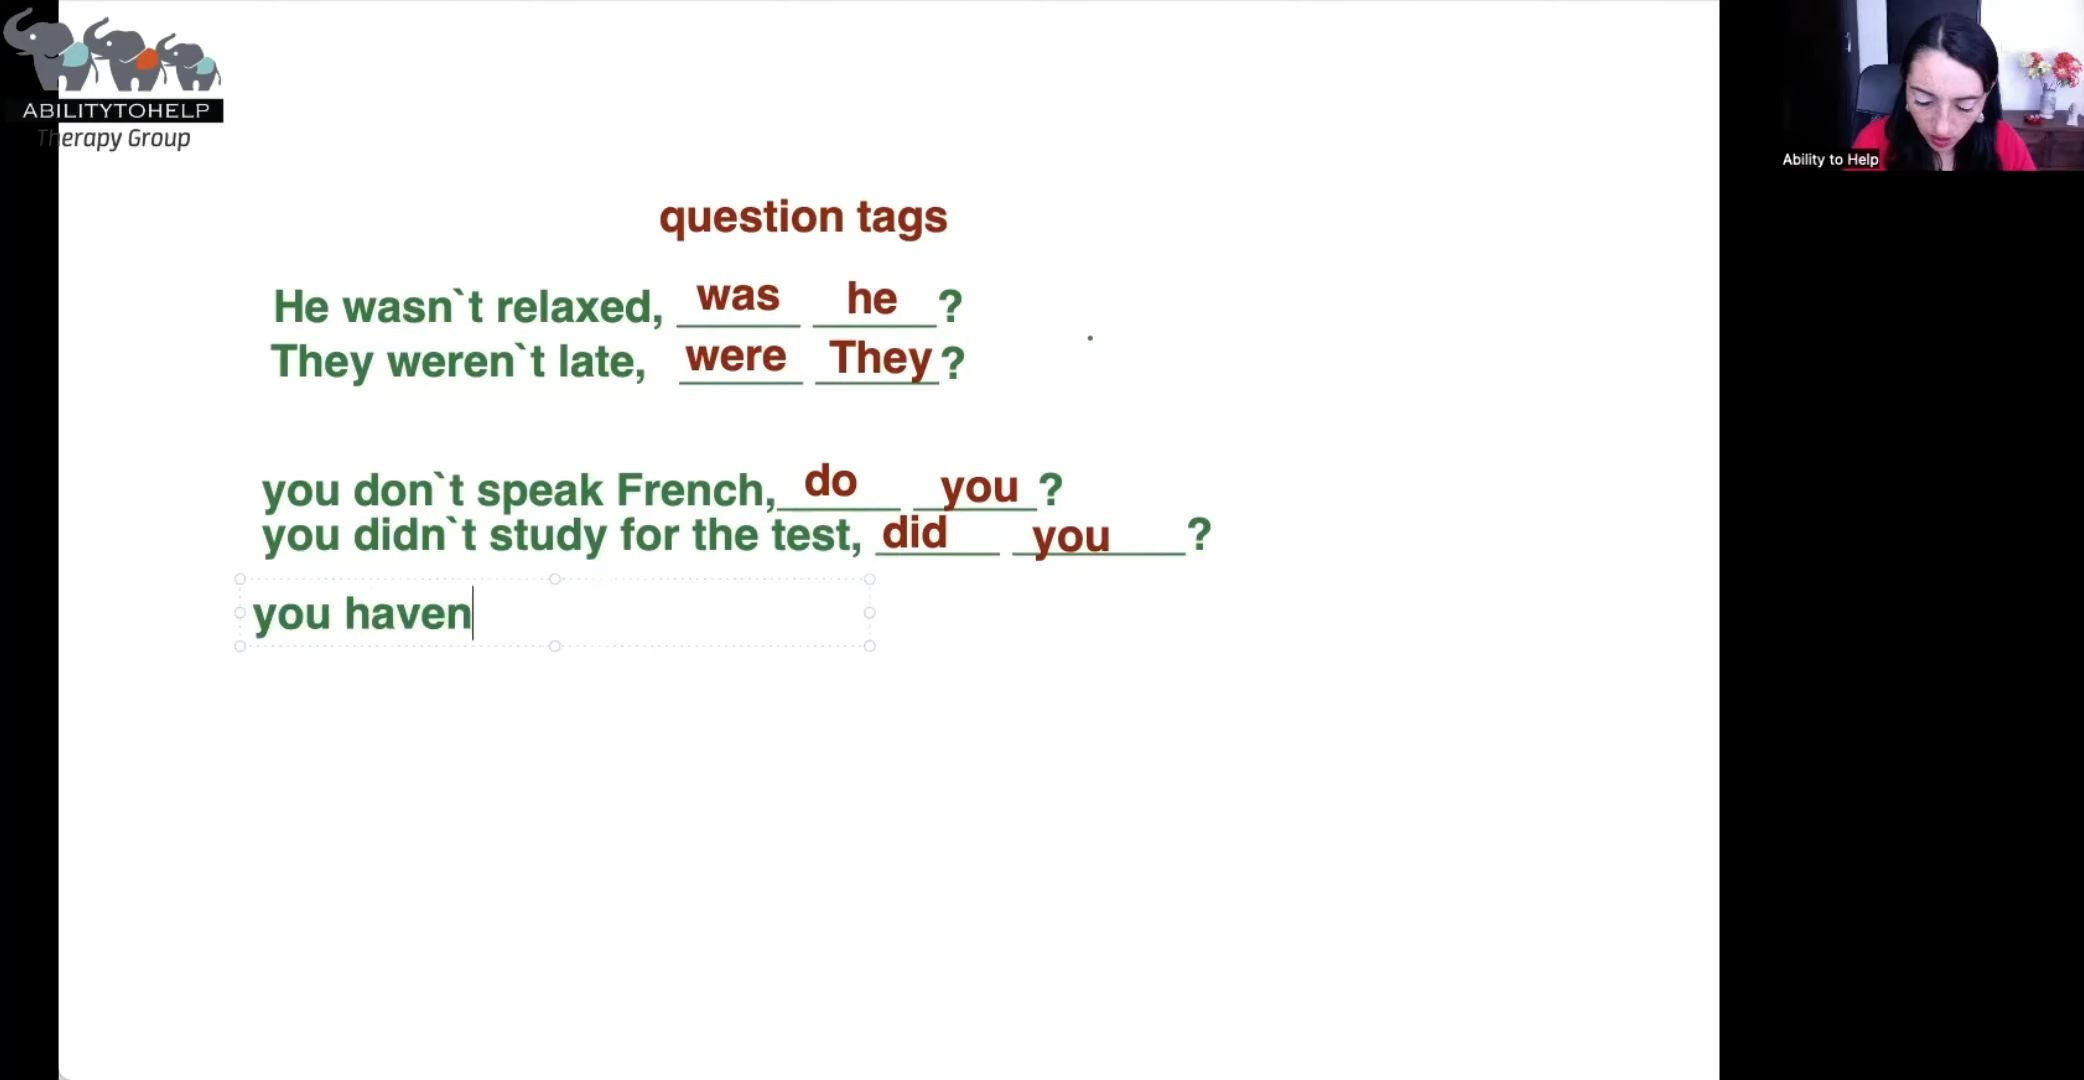 ABILITYTOHELP
Therapy Group
Ability to Help
question tags
He wasn`t relaxed, was he ?
They weren`t late, were They ?
you don`t speak French, do you ?
you didn`t study for the test, did you ?
you haven